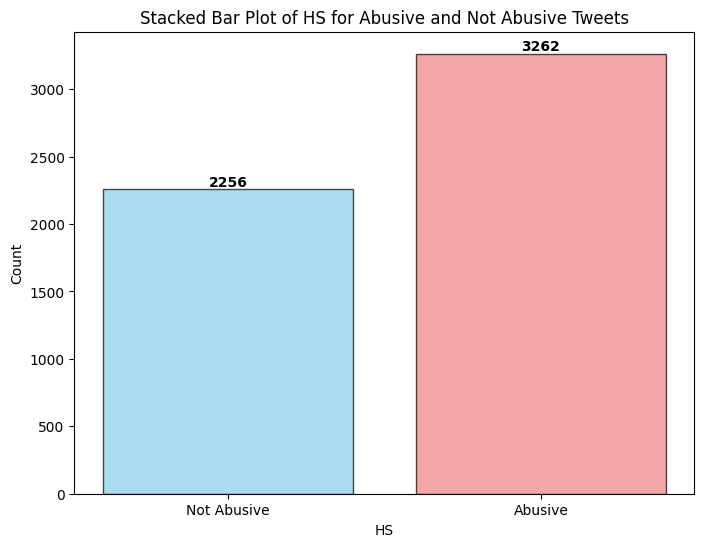 Stacked Bar Plot of HS for Abusive and Not Abusive Tweets
3262
3000
2500
2256
2000
1500
1000
500
0
Count
Not Abusive
Abusive
HS